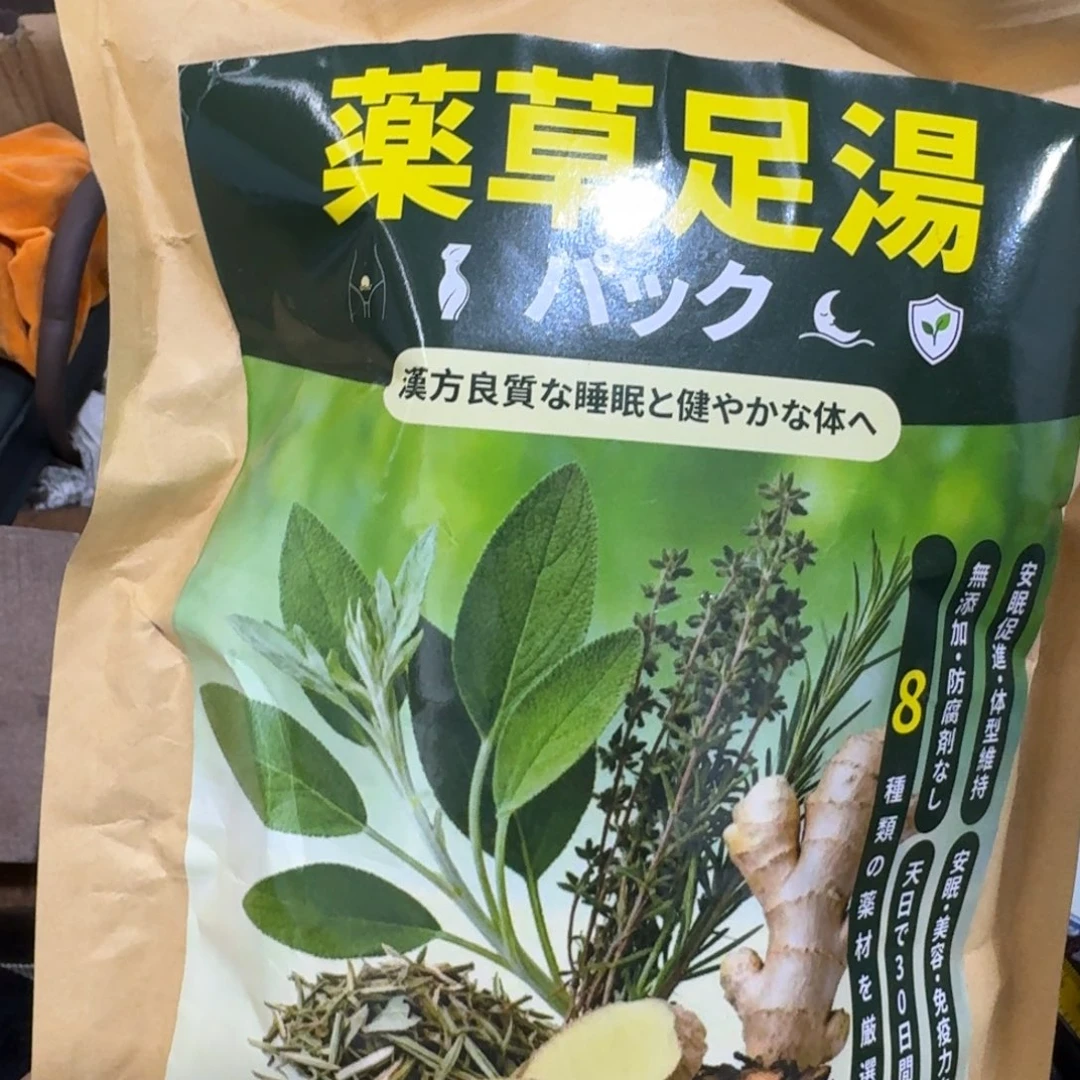 薬草足湯
パック
漢方良質な睡眠と健やかな体へ
安眠促進・体型維持
無添加・防腐剤なし
8種類の薬材を厳選
安眠・美容・免疫力
天日で30日間